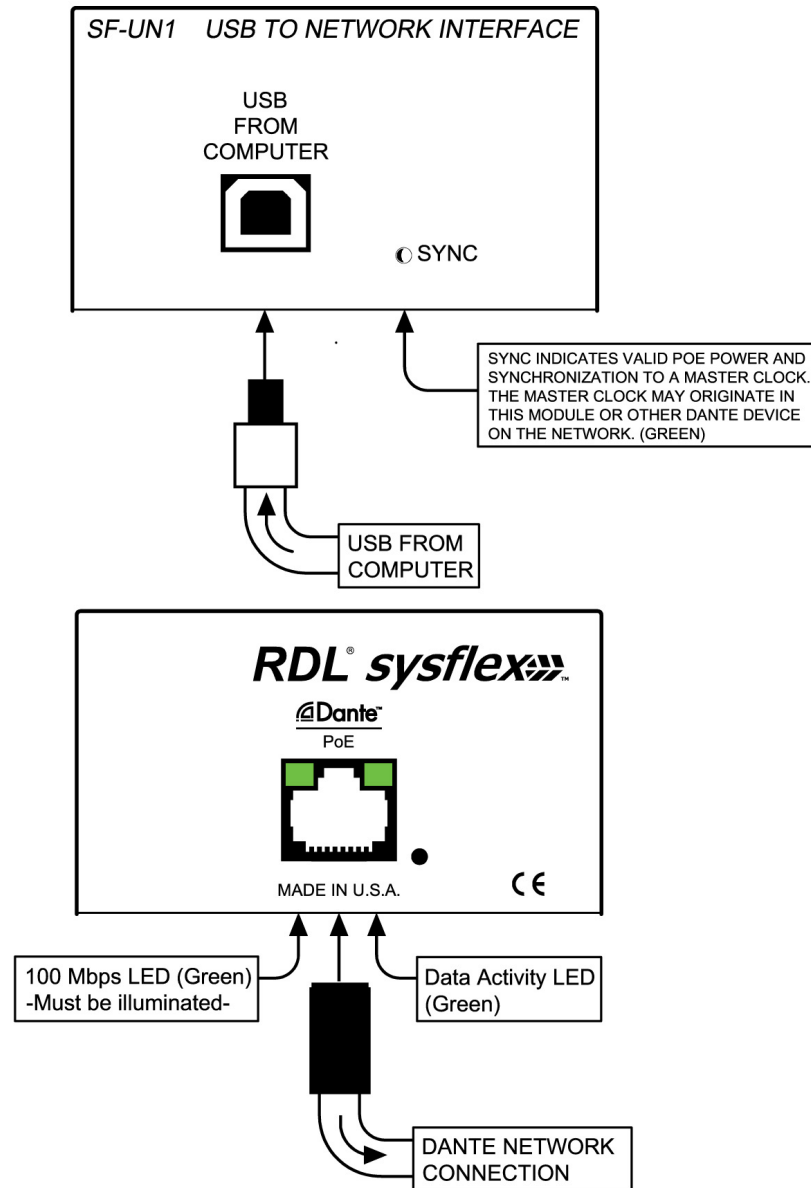 SF-UN1 USB TO NETWORK INTERFACE
USB
FROM
COMPUTER
SYNC
SYNC INDICATES VALID POE POWER AND
SYNCHRONIZATION TO A MASTER CLOCK.
THE MASTER CLOCK MAY ORIGINATE IN
THIS MODULE OR OTHER DANTE DEVICE
ON THE NETWORK. (GREEN)
USB FROM
COMPUTER
RDL® sysflex™
Dante™
PoE
MADE IN U.S.A.
CE
100 Mbps LED (Green)
-Must be illuminated-
Data Activity LED
(Green)
DANTE NETWORK
CONNECTION